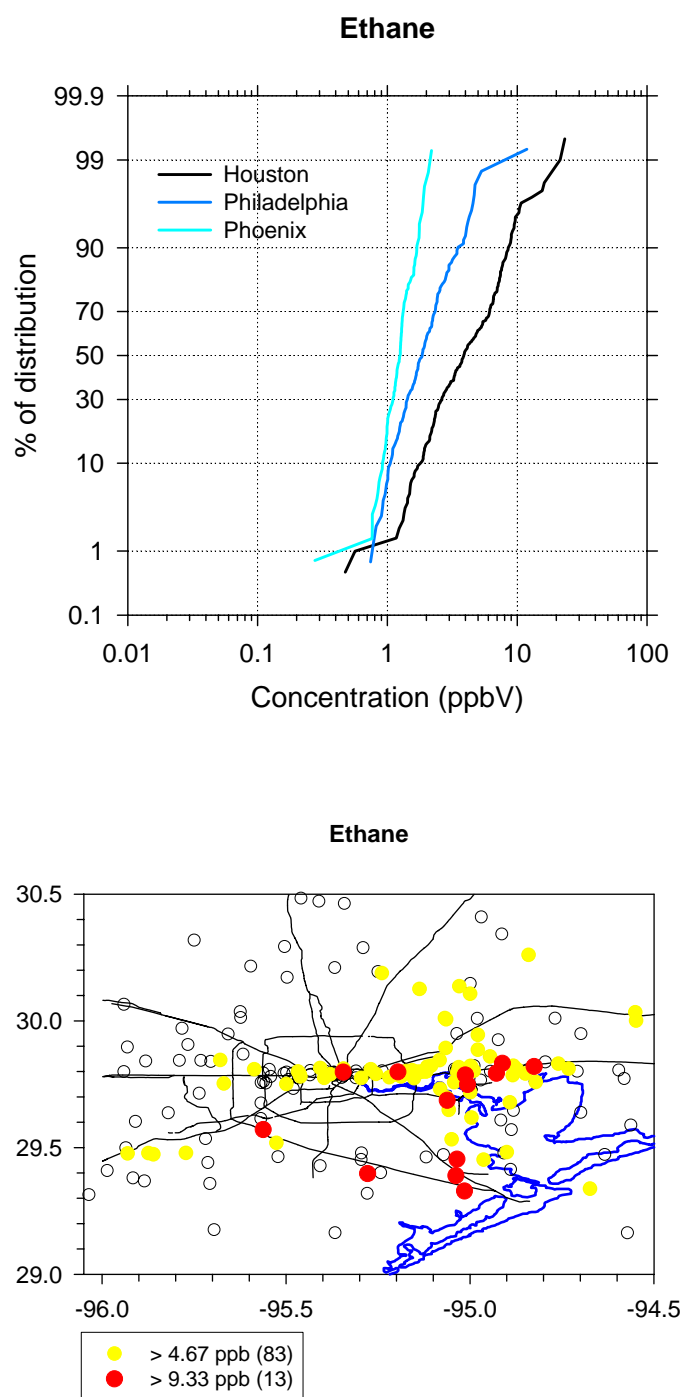 Ethane
99.9
99
Houston
Philadelphia
Phoenix
90
70
50
30
10
1
0.1
% of distribution
0.01 0.1 1 10 100
Concentration (ppbV)
Ethane
30.5
30.0
29.5
29.0
-96.0 -95.5 -95.0 -94.5
> 4.67 ppb (83)
> 9.33 ppb (13)